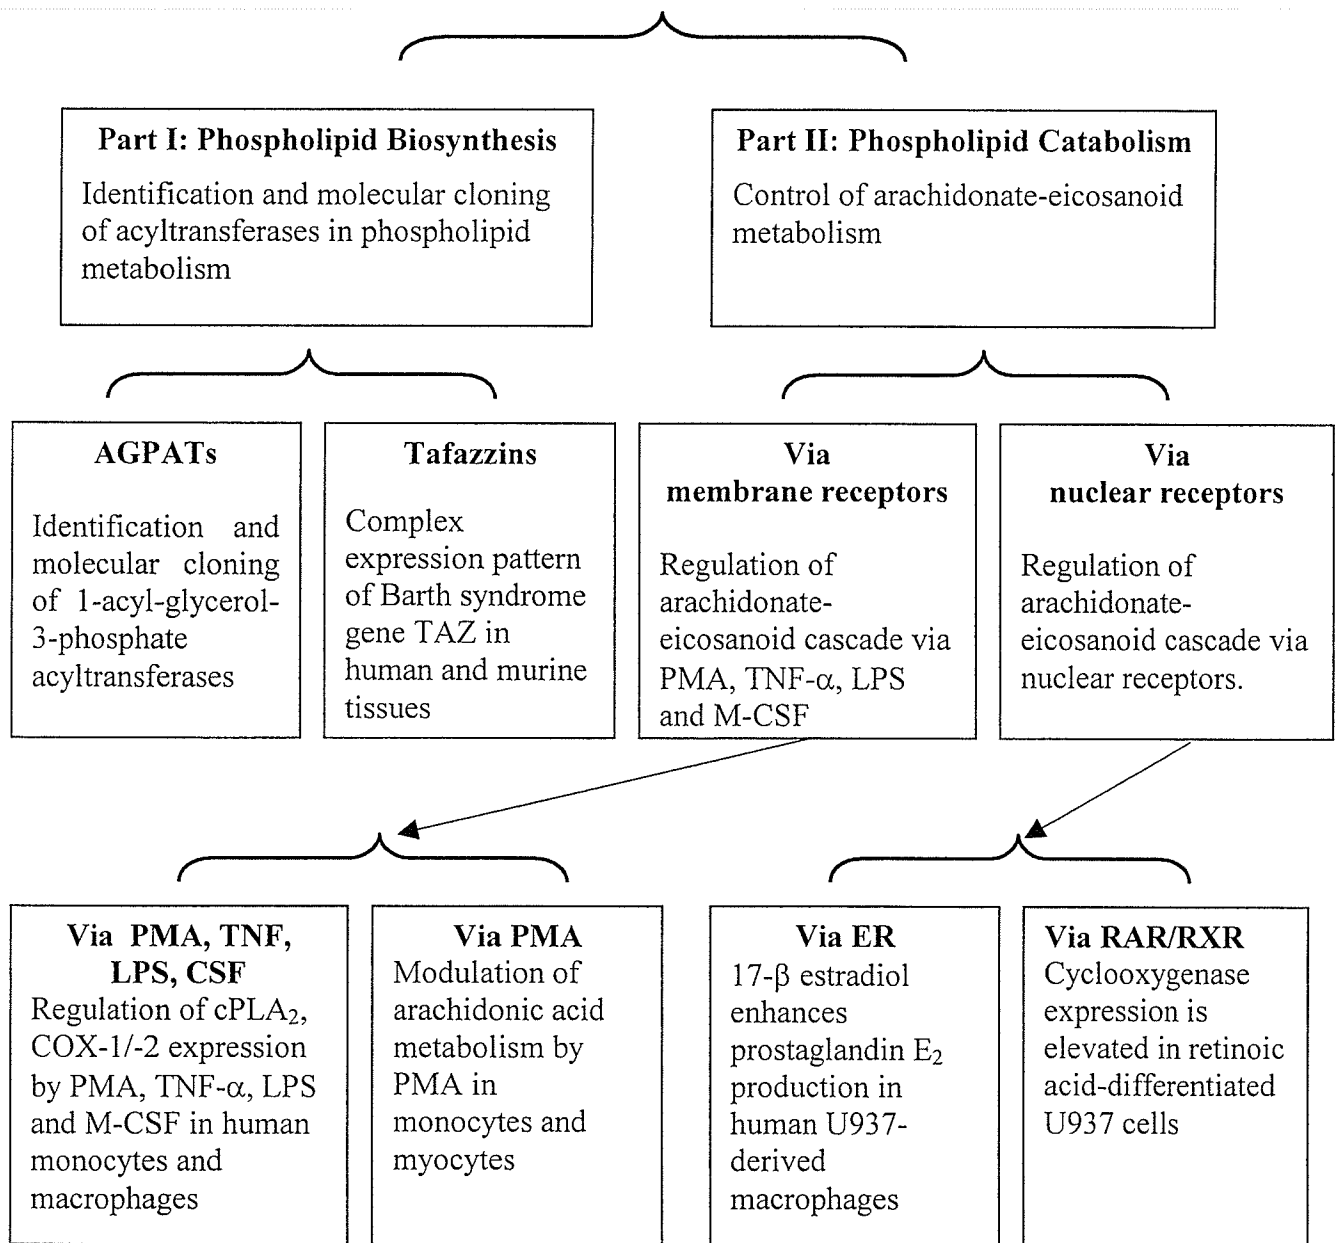 Part I: Phospholipid Biosynthesis
Identification and molecular cloning
of acyltransferases in phospholipid
metabolism
Part II: Phospholipid Catabolism
Control of arachidonate-eicosanoid
metabolism
AGPATs
Identification and
molecular cloning
of 1-acyl-glycerol-
3-phosphate
acyltransferases
Tafazzins
Complex
expression pattern
of Barth syndrome
gene TAZ in
human and murine
tissues
Via
membrane receptors
Regulation of
arachidonate-
eicosanoid cascade via
PMA, TNF-α, LPS
and M-CSF
Via
nuclear receptors
Regulation of
arachidonate-
eicosanoid cascade via
nuclear receptors.
Via PMA, TNF,
LPS, CSF
Regulation of cPLA₂,
COX-1/-2 expression
by PMA, TNF-α, LPS
and M-CSF in human
monocytes and
macrophages
Via PMA
Modulation of
arachidonic acid
metabolism by
PMA in
monocytes and
myocytes
Via ER
17-β estradiol
enhances
prostaglandin E₂
production in
human U937-
derived
macrophages
Via RAR/RXR
Cyclooxygenase
expression is
elevated in retinoic
acid-differentiated
U937 cells